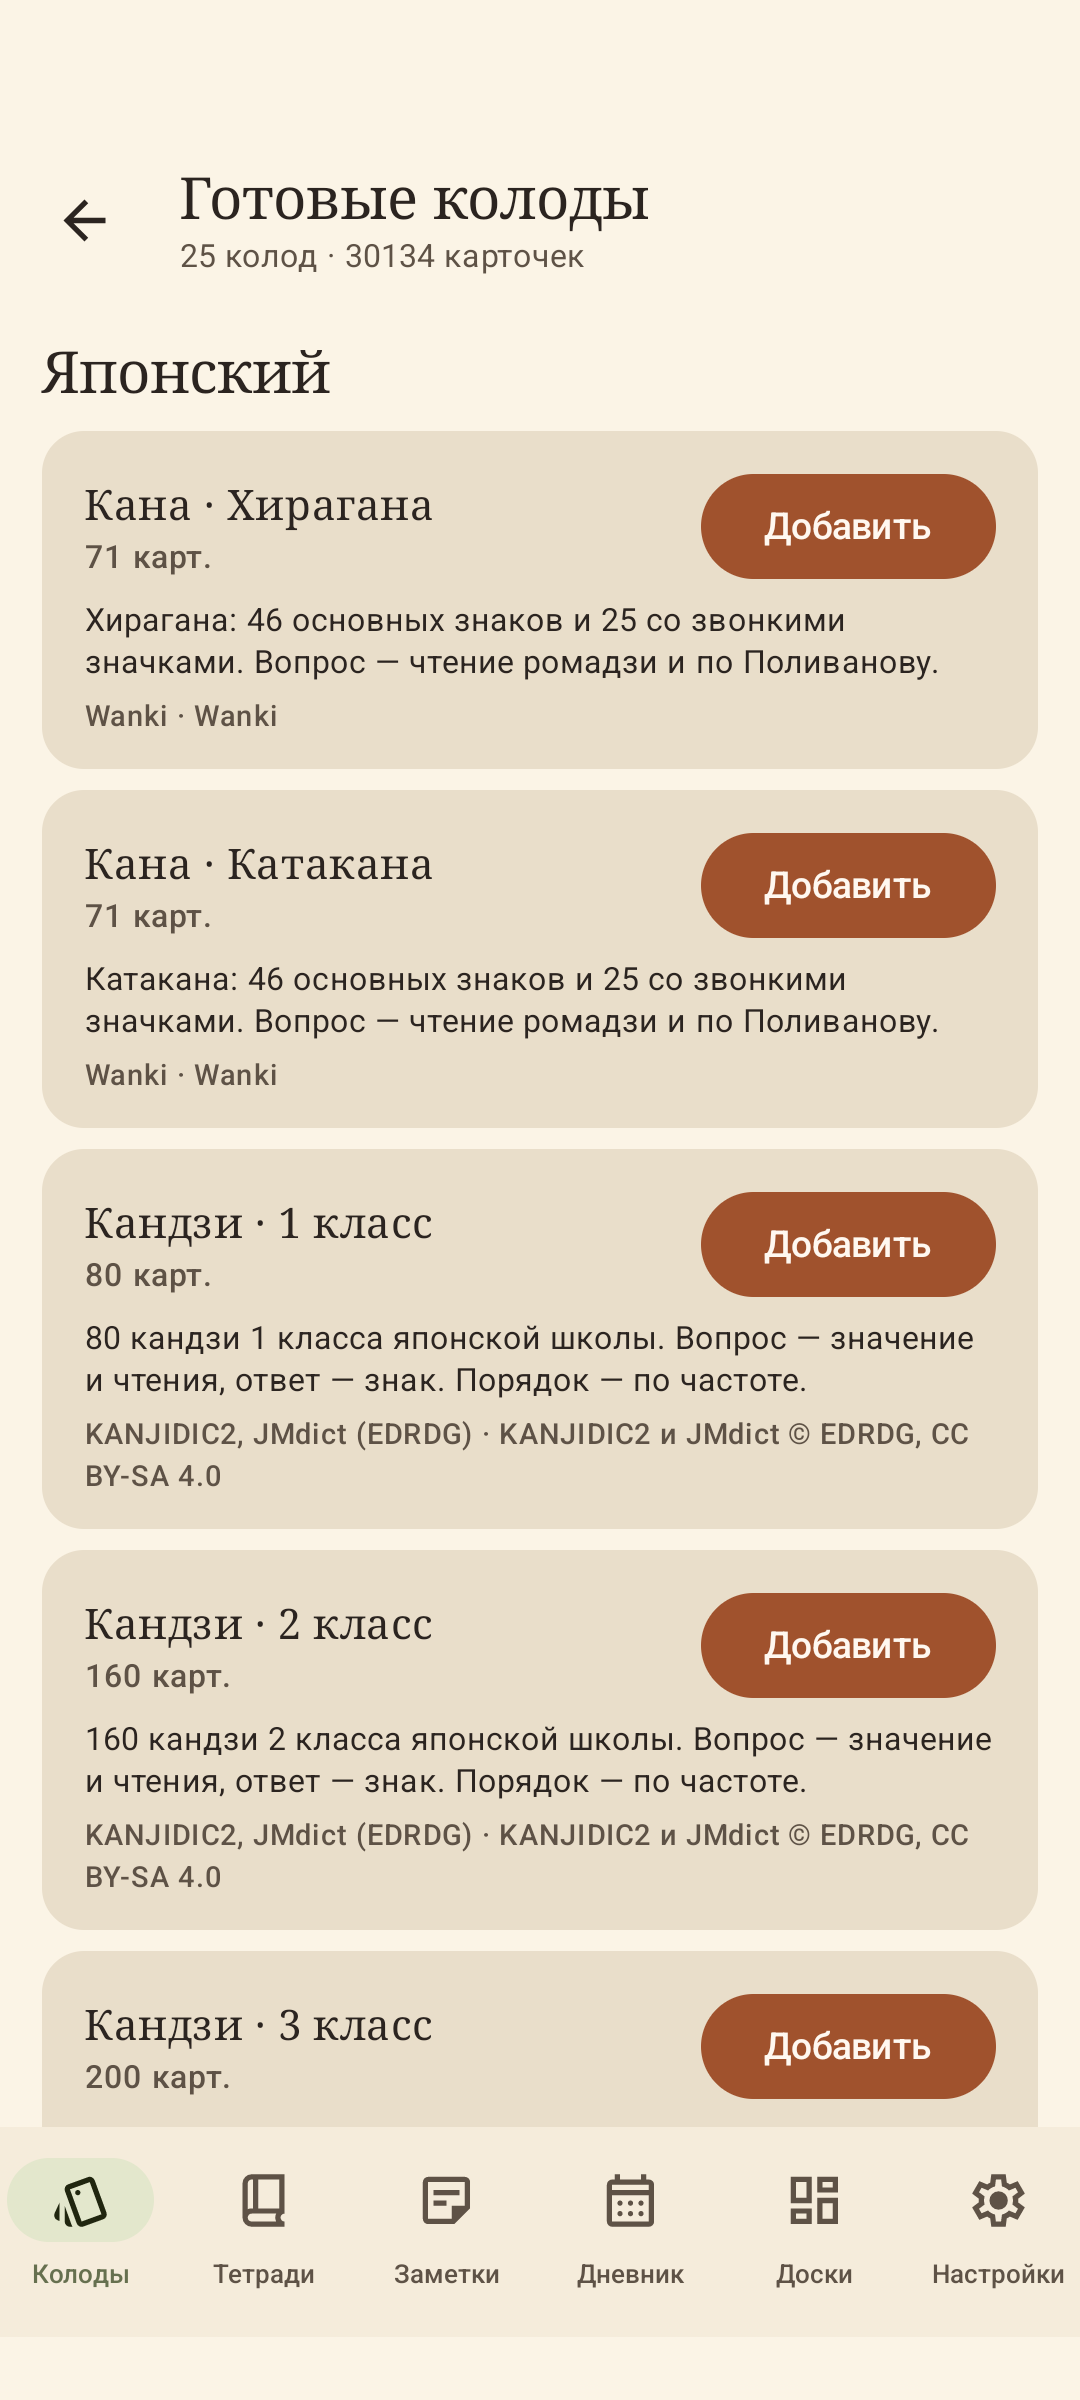 Готовые колоды
25 колод · 30134 карточек
Японский
Кана · Хирагана
71 карт.
Добавить
Хирагана: 46 основных знаков и 25 со звонкими
значками. Вопрос — чтение ромадзи и по Поливанову.
Wanki · Wanki
Кана · Катакана
71 карт.
Добавить
Катакана: 46 основных знаков и 25 со звонкими
значками. Вопрос — чтение ромадзи и по Поливанову.
Wanki · Wanki
Кандзи · 1 класс
80 карт.
Добавить
80 кандзи 1 класса японской школы. Вопрос — значение
и чтения, ответ — знак. Порядок — по частоте.
KANJIDIC2, JMdict (EDRDG) · KANJIDIC2 и JMdict © EDRDG, CC
BY-SA 4.0
Кандзи · 2 класс
160 карт.
Добавить
160 кандзи 2 класса японской школы. Вопрос — значение
и чтения, ответ — знак. Порядок — по частоте.
KANJIDIC2, JMdict (EDRDG) · KANJIDIC2 и JMdict © EDRDG, CC
BY-SA 4.0
Кандзи · 3 класс
200 карт.
Добавить
Колоды
Тетради
Заметки
Дневник
Доски
Настройки